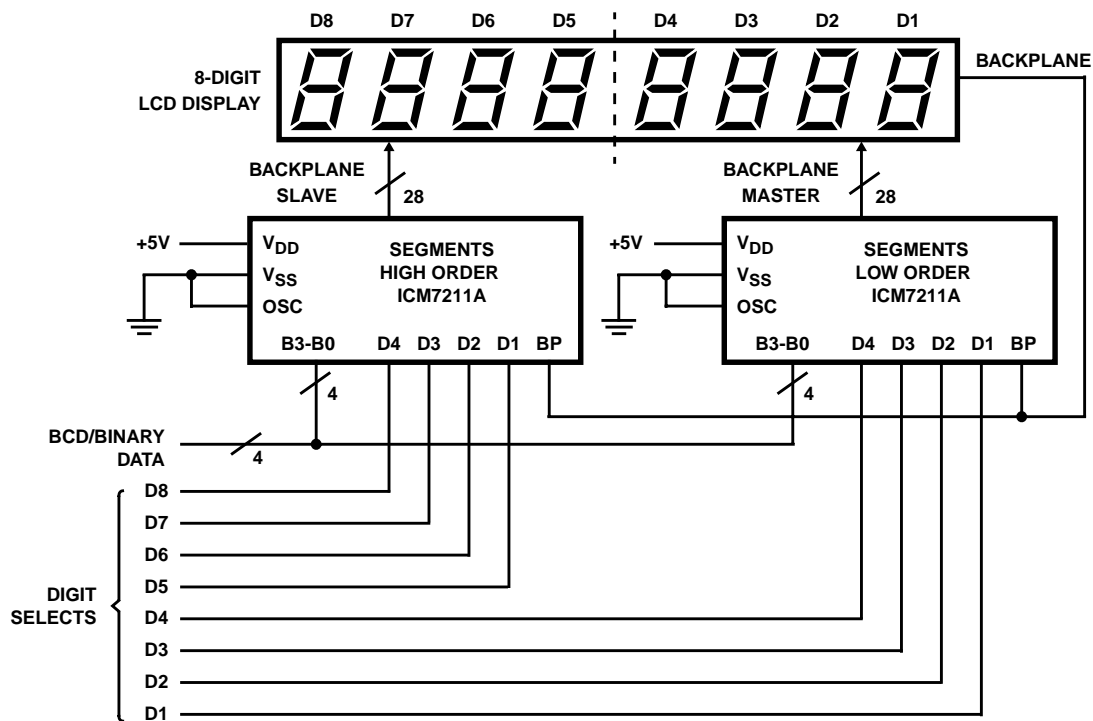 D8 D7 D6 D5 D4 D3 D2 D1
8-DIGIT
LCD DISPLAY
BACKPLANE
BACKPLANE
SLAVE
28
BACKPLANE
MASTER
28
+5V
VDD
VSS
OSC
SEGMENTS
HIGH ORDER
ICM7211A
B3-B0 D4 D3 D2 D1 BP
4
+5V
VDD
VSS
OSC
SEGMENTS
LOW ORDER
ICM7211A
B3-B0 D4 D3 D2 D1 BP
4
BCD/BINARY
DATA
4
DIGIT
SELECTS
D8
D7
D6
D5
D4
D3
D2
D1